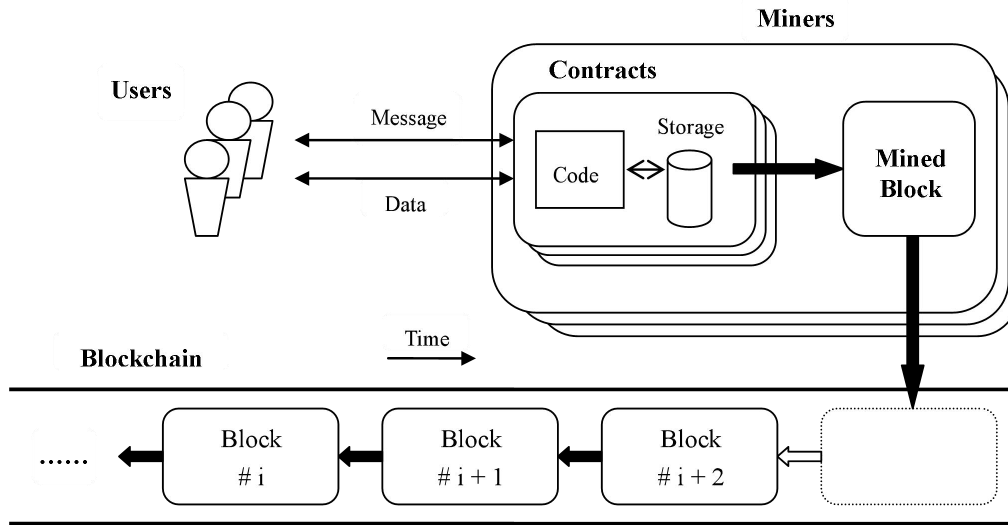 Miners
Contracts
Users
Message
Storage
Code
Mined
Block
Data
Time
Blockchain
......
Block
# i
Block
# i + 1
Block
# i + 2